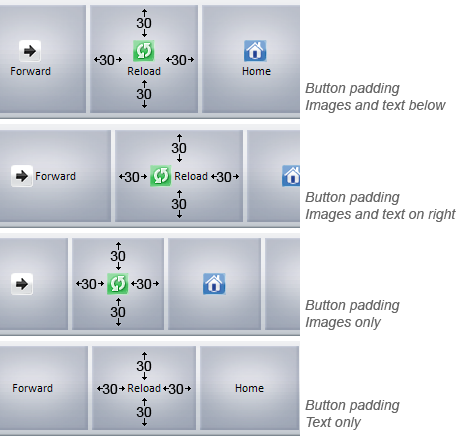 30
30 30
Forward Reload Home
30
Button padding
Images and text below
30
Forward 30 Reload 30
30
Button padding
Images and text on right
30
30 30
30
Button padding
Images only
30
Forward 30 Reload 30 Home
30
Button padding
Text only